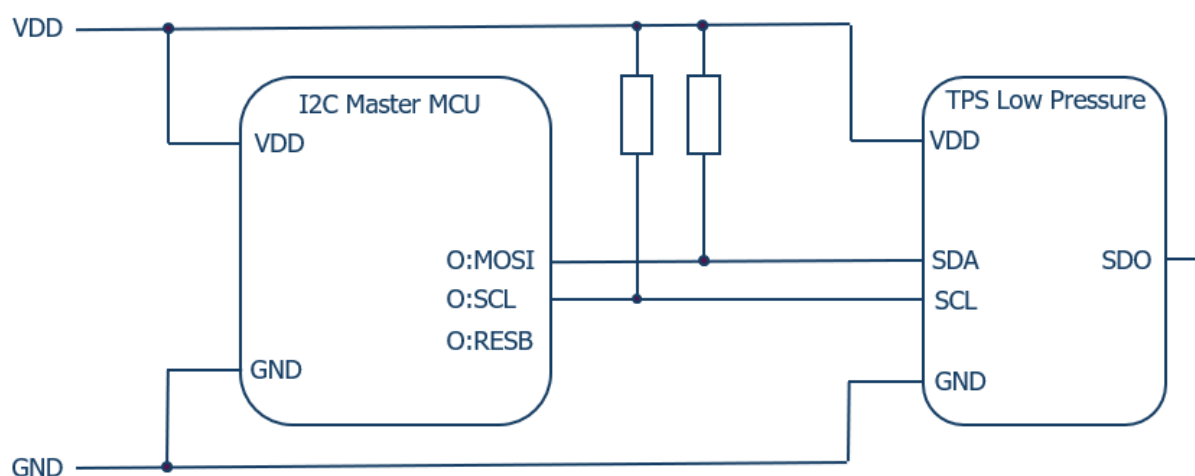 VDD
I2C Master MCU
TPS Low Pressure
VDD
VDD
O:MOSI
SDA
SDO
O:SCL
SCL
O:RESB
GND
GND
GND